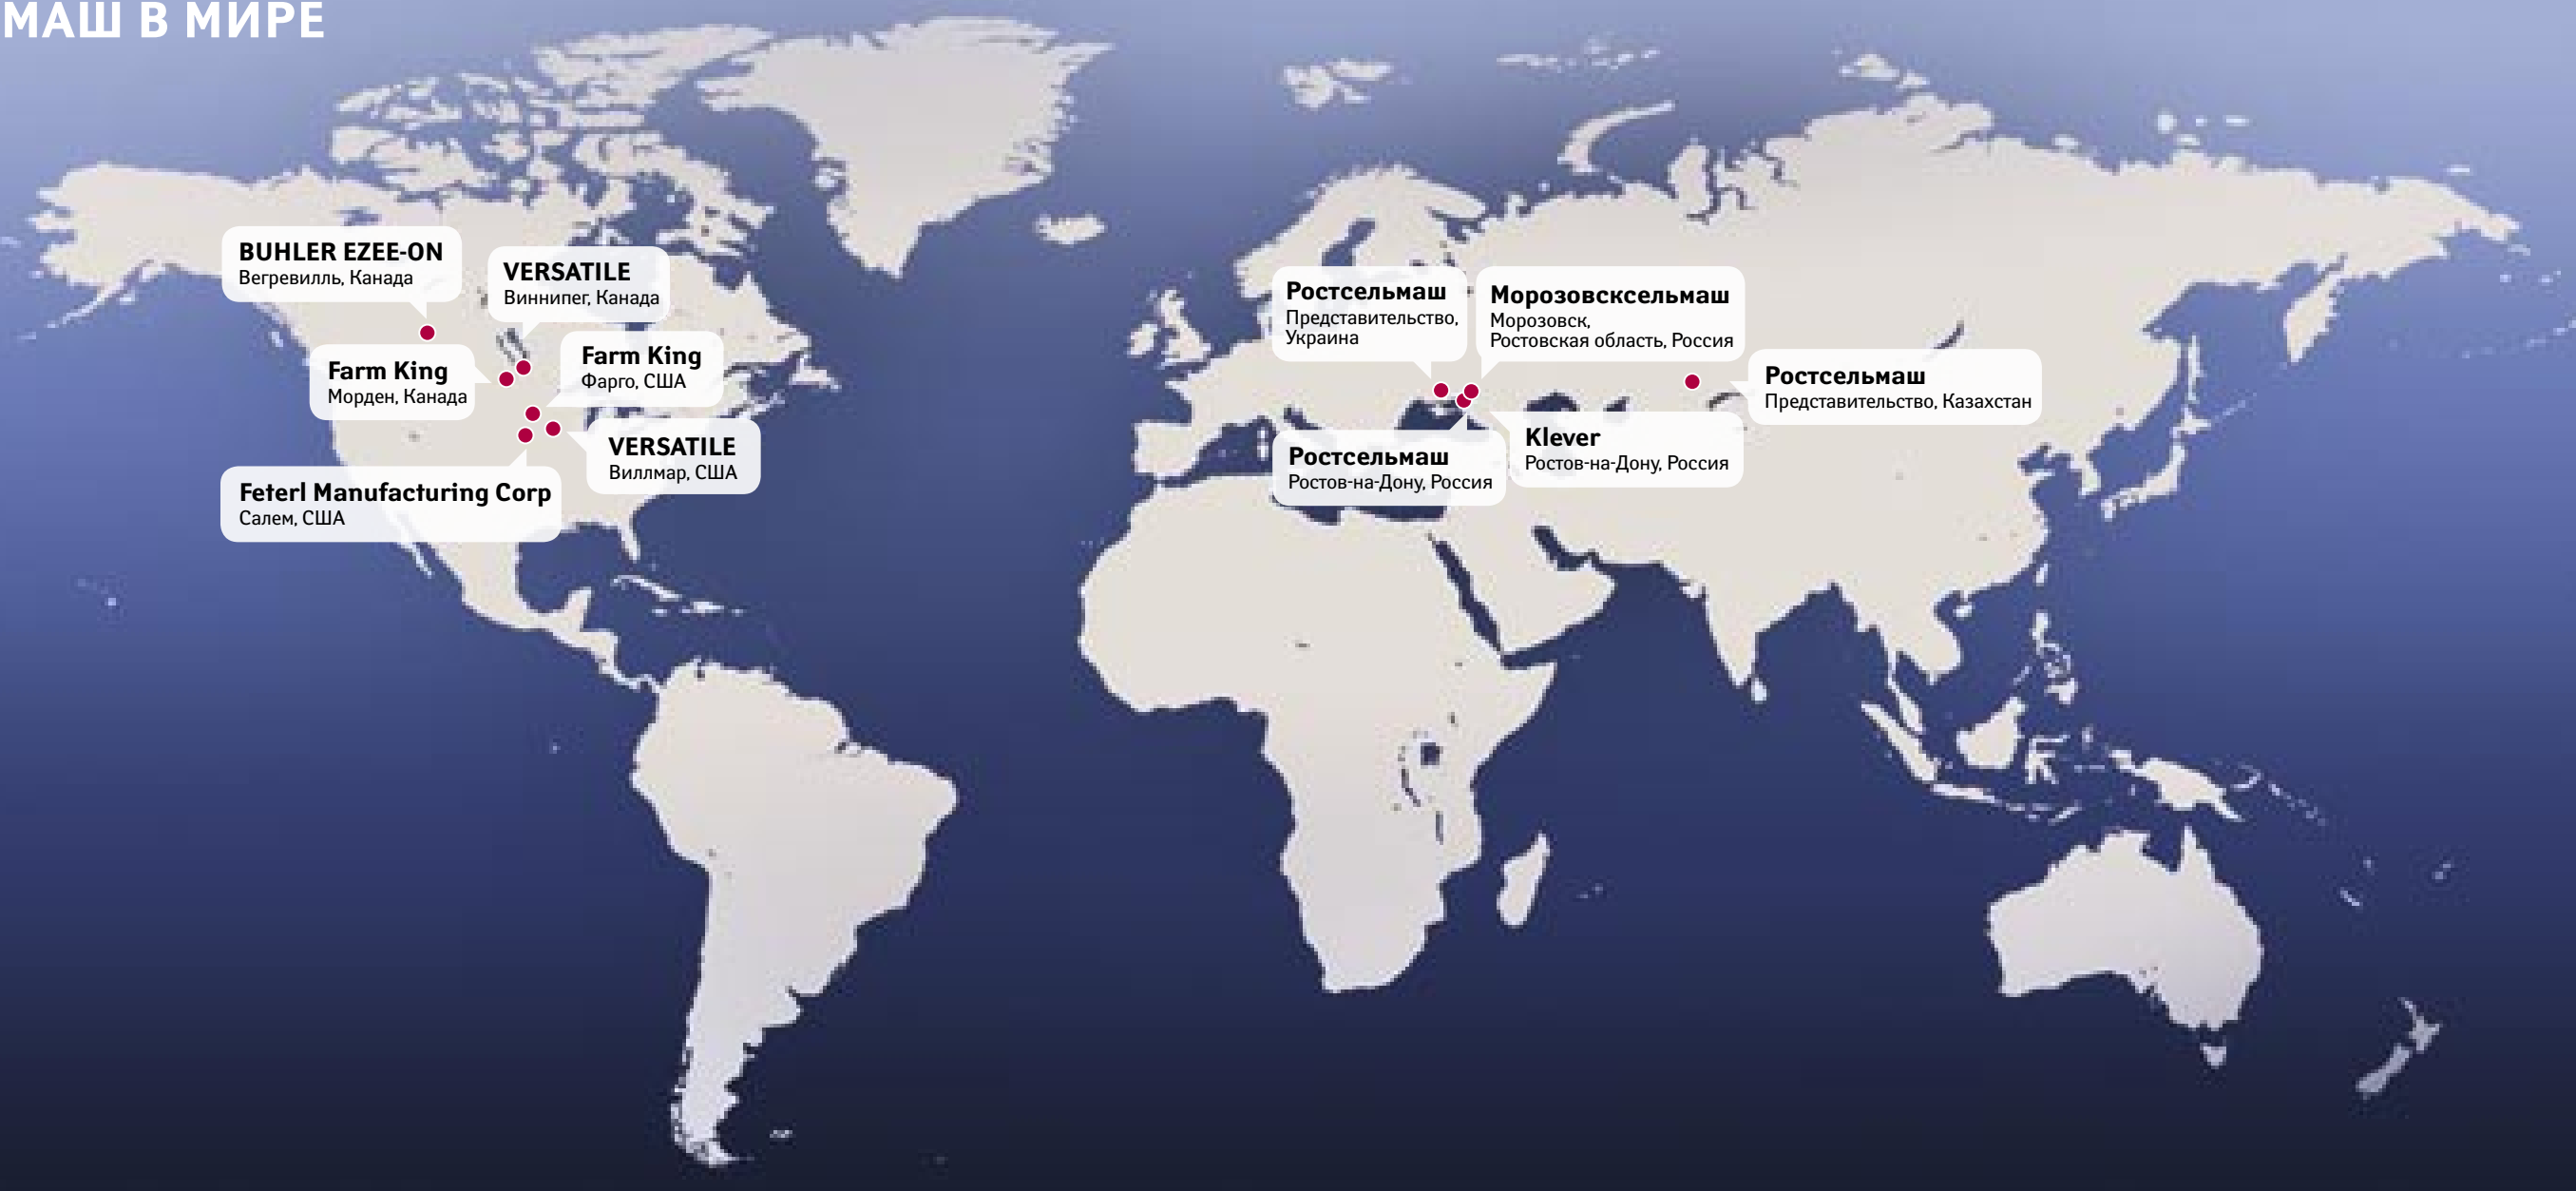 МАШ В МИРЕ
BUHLER EZEE-ON
Вегревилль, Канада
VERSATILE
Виннипег, Канада
Farm King
Морден, Канада
Farm King
Фарго, США
VERSATILE
Виллмар, США
Feterl Manufacturing Corp
Салем, США
Ростсельмаш
Представительство,
Украина
Морозовсксельмаш
Морозовск,
Ростовская область, Россия
Ростсельмаш
Представительство, Казахстан
Klever
Ростов-на-Дону, Россия
Ростсельмаш
Ростов-на-Дону, Россия